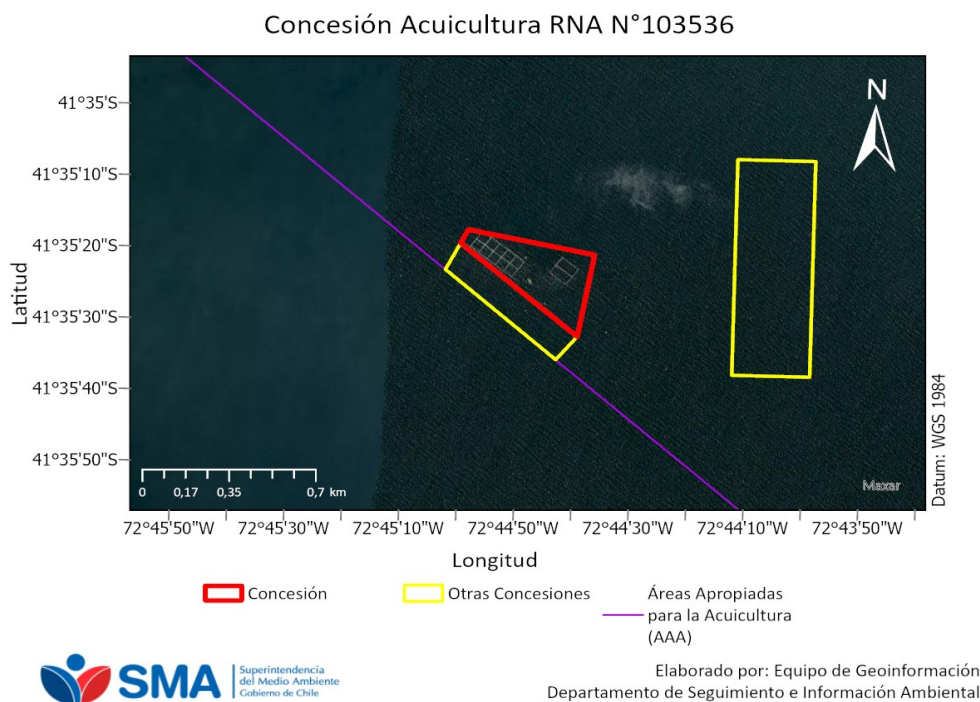 Concesión Acuicultura RNA N°103536
N
41°35'S
41°35'10"S
41°35'20"S
41°35'30"S
41°35'40"S
41°35'50"S
Latitud
Datum: WGS 1984
0 0,17 0,35 0,7 km
Maxar
72°45'50"W 72°45'30"W 72°45'10"W 72°44'50"W 72°44'30"W 72°44'10"W 72°43'50"W
Longitud
Concesión
Otras Concesiones
Áreas Apropiadas
para la Acuicultura
(AAA)
SMA
Superintendencia
del Medio Ambiente
Gobierno de Chile
Elaborado por: Equipo de Geoinformación
Departamento de Seguimiento e Información Ambiental